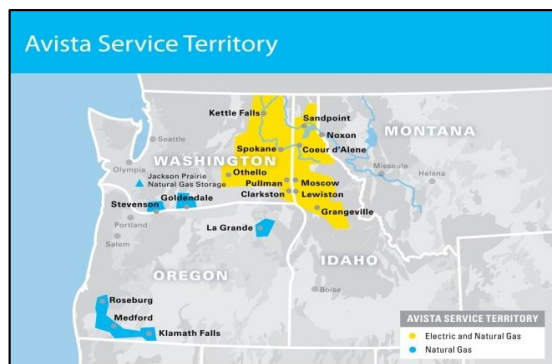 Avista Service Territory
Kettle Falls
Sandpoint
Noxon
MONTANA
Seattle
Spokane
Coeur d'Alene
WASHINGTON
Missoula
Helena
Olympia
Othello
Jackson Prairie
Natural Gas Storage
Pullman
Moscow
Clarkston
Lewiston
Goldendale
Stevenson
Grangeville
Portland
La Grande
Salem
IDAHO
OREGON
Boise
Roseburg
Medford
Klamath Falls
AVISTA SERVICE TERRITORY
Electric and Natural Gas
Natural Gas